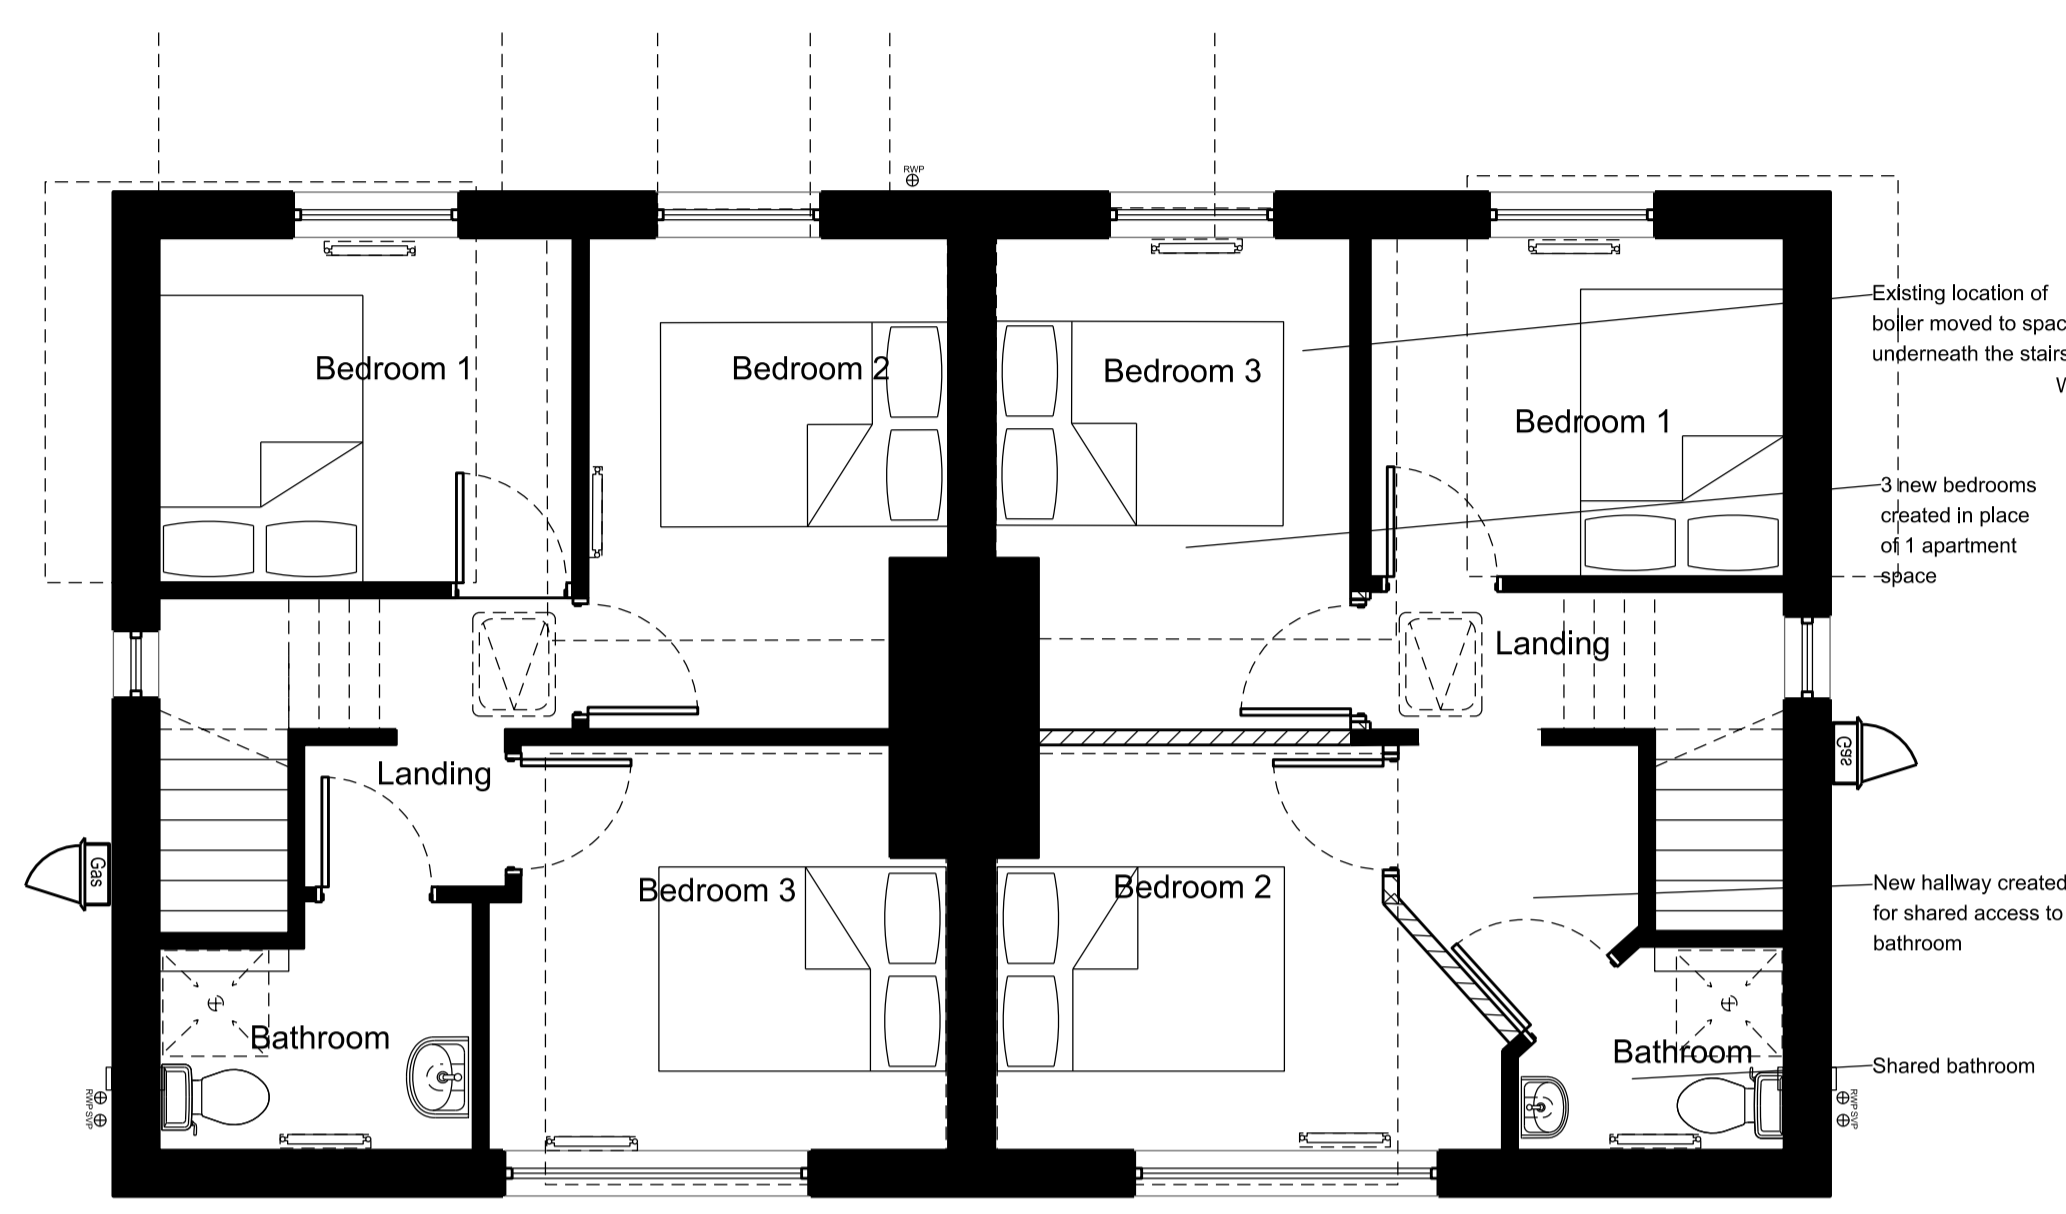 RWP
Existing location of
boiler moved to spac
underneath the stairs
W
Bedroom 1
Bedroom 2
Bedroom 3
Bedroom 1
3 new bedrooms
created in place
of 1 apartment
space
Landing
Landing
Gas
Gas
Bedroom 3
Bedroom 2
New hallway created
for shared access to
bathroom
Bathroom
Bathroom
Shared bathroom
RWP SVP
RWP SVP